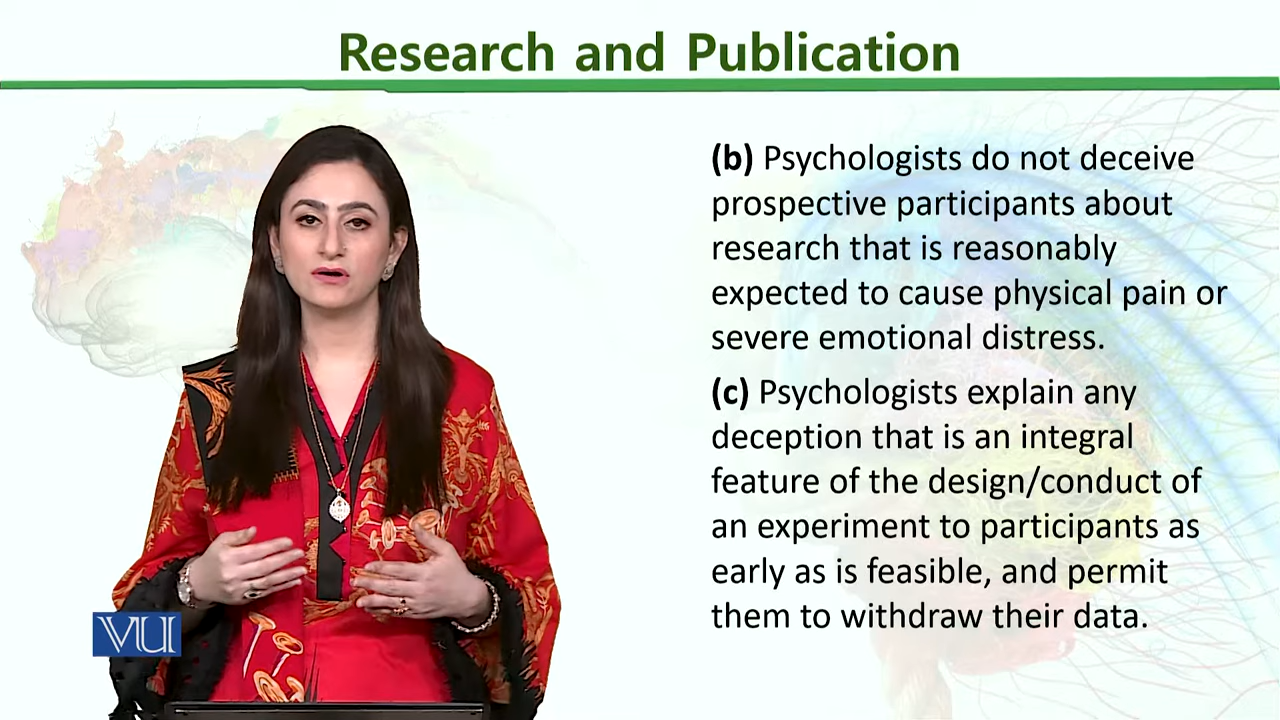 Research and Publication
(b) Psychologists do not deceive
prospective participants about
research that is reasonably
expected to cause physical pain or
severe emotional distress.
(c) Psychologists explain any
deception that is an integral
feature of the design/conduct of
an experiment to participants as
early as is feasible, and permit
them to withdraw their data.
VU